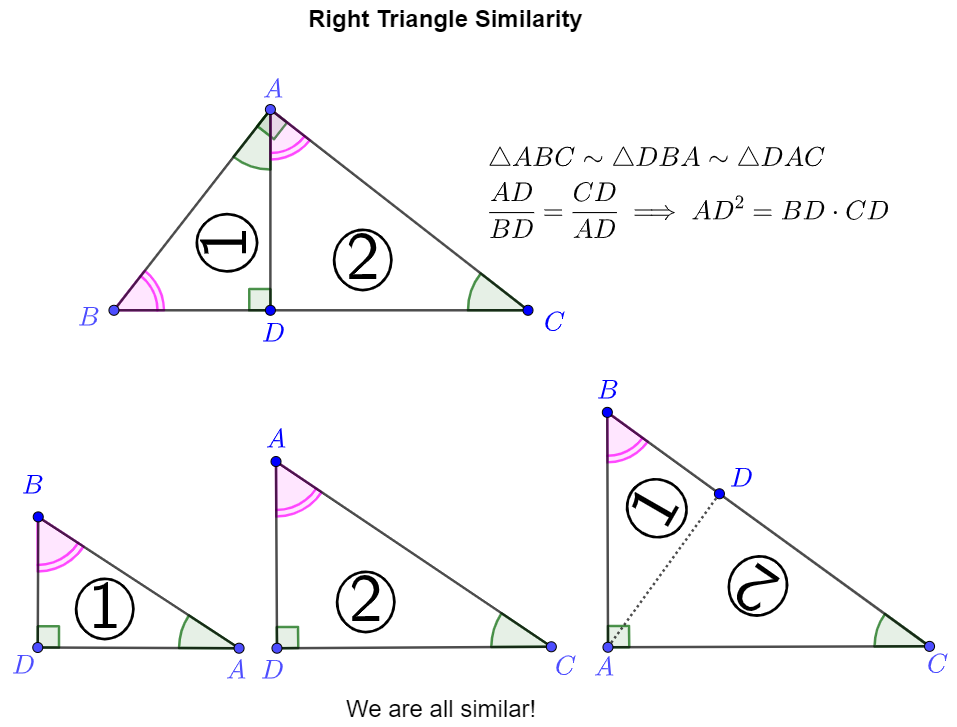 Right Triangle Similarity
A
△ABC ∼ △DBA ∼ △DAC
AD/BD = CD/AD ⟹ AD² = BD · CD
1
2
B
D
C
B
A
B
D
1
2
1
2
D
A
D
C
A
C
We are all similar!